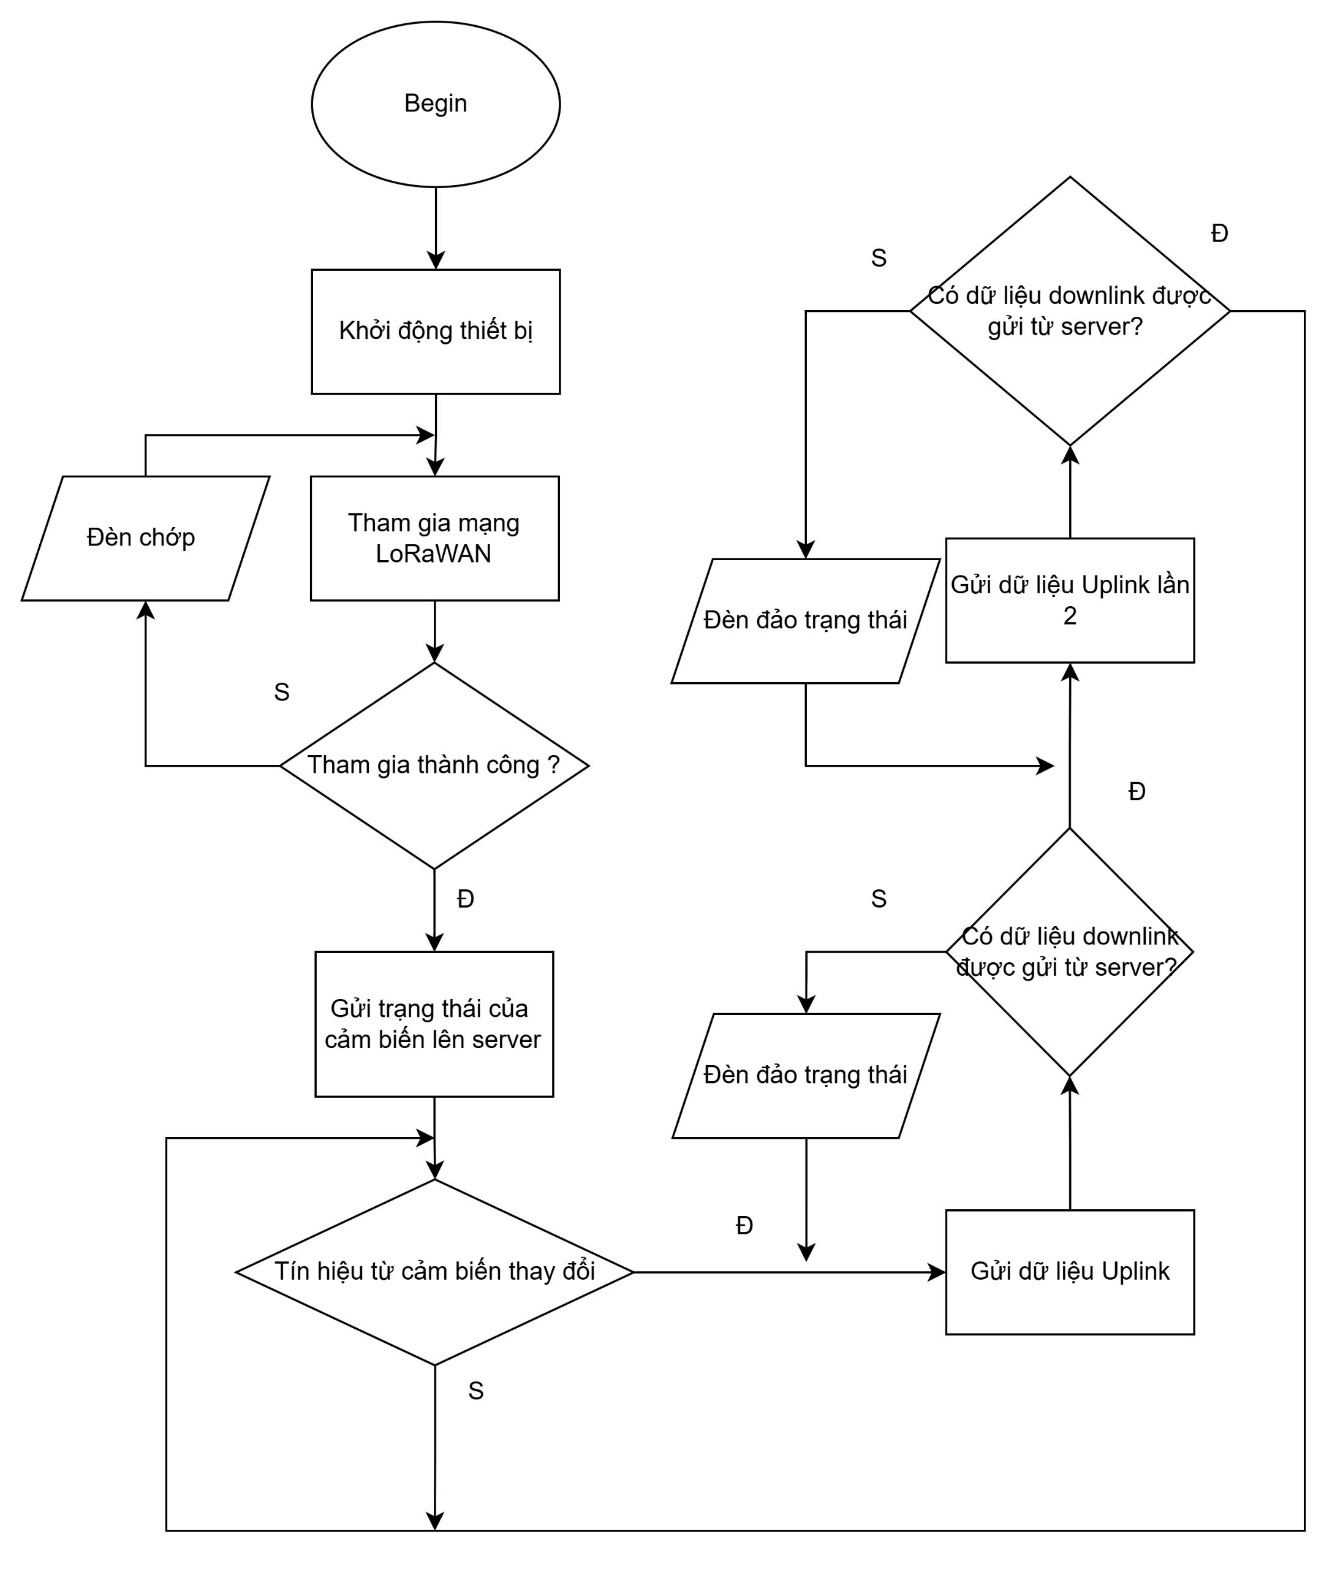 Begin
Khởi động thiết bị
Đèn chớp
Tham gia mạng
LoRaWAN
S
Tham gia thành công ?
Đ
Gửi trạng thái của
cảm biến lên server
Tín hiệu từ cảm biến thay đổi
S
Đ
Gửi dữ liệu Uplink
Có dữ liệu downlink
được gửi từ server?
S
Đèn đảo trạng thái
Đ
Gửi dữ liệu Uplink lần
2
Có dữ liệu downlink được
gửi từ server?
S
Đ
Đèn đảo trạng thái